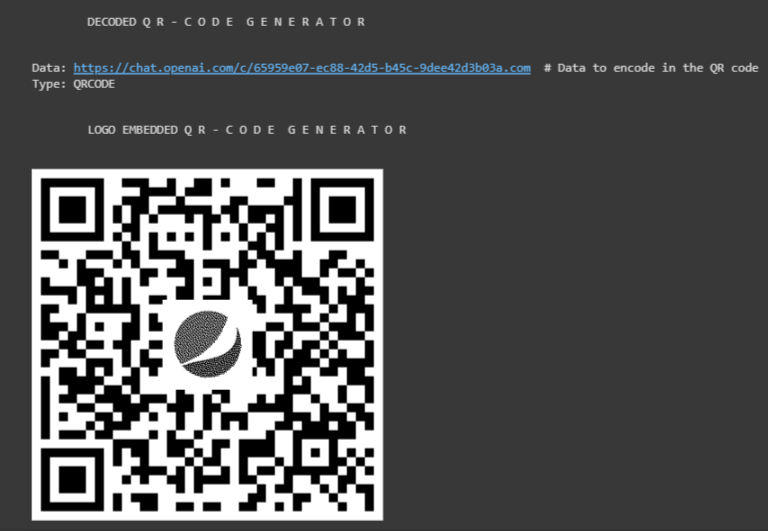 DECODED Q R - C O D E   G E N E R A T O R
Data: https://chat.openai.com/c/65959e07-ec88-42d5-b45c-9dee42d3b03a.com  # Data to encode in the QR code
Type: QRCODE
LOGO EMBEDDED Q R - C O D E   G E N E R A T O R